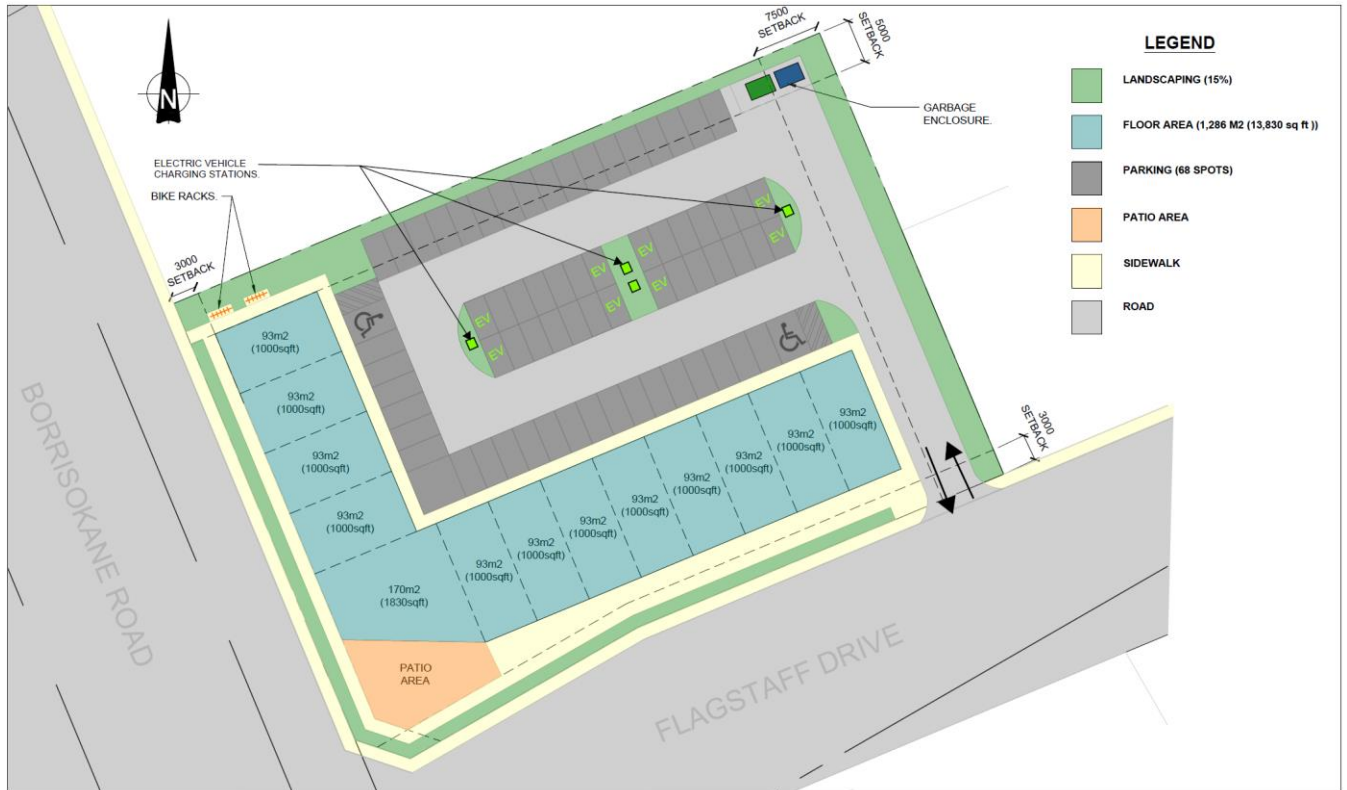 7500
SETBACK
5000
SETBACK
LEGEND
LANDSCAPING (15%)
FLOOR AREA (1,286 M2 (13,830 sq ft ))
PARKING (68 SPOTS)
PATIO AREA
SIDEWALK
ROAD
N
GARBAGE
ENCLOSURE.
ELECTRIC VEHICLE
CHARGING STATIONS.
BIKE RACKS.
3000
SETBACK
EV
EV
EV
EV
EV
EV
EV
EV
93m2
(1000sqft)
93m2
(1000sqft)
93m2
(1000sqft)
93m2
(1000sqft)
170m2
(1830sqft)
93m2
(1000sqft)
93m2
(1000sqft)
93m2
(1000sqft)
93m2
(1000sqft)
93m2
(1000sqft)
93m2
(1000sqft)
93m2
(1000sqft)
93m2
(1000sqft)
3000
SETBACK
PATIO
AREA
BORRISOKANE ROAD
FLAGSTAFF DRIVE